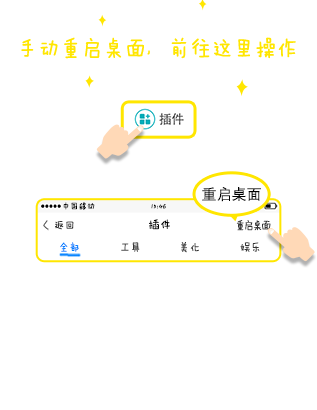 手动重启桌面，前往这里操作
插件
重启桌面
中国移动 15:46
返回 插件 重启桌面
全部 工具 美化 娱乐